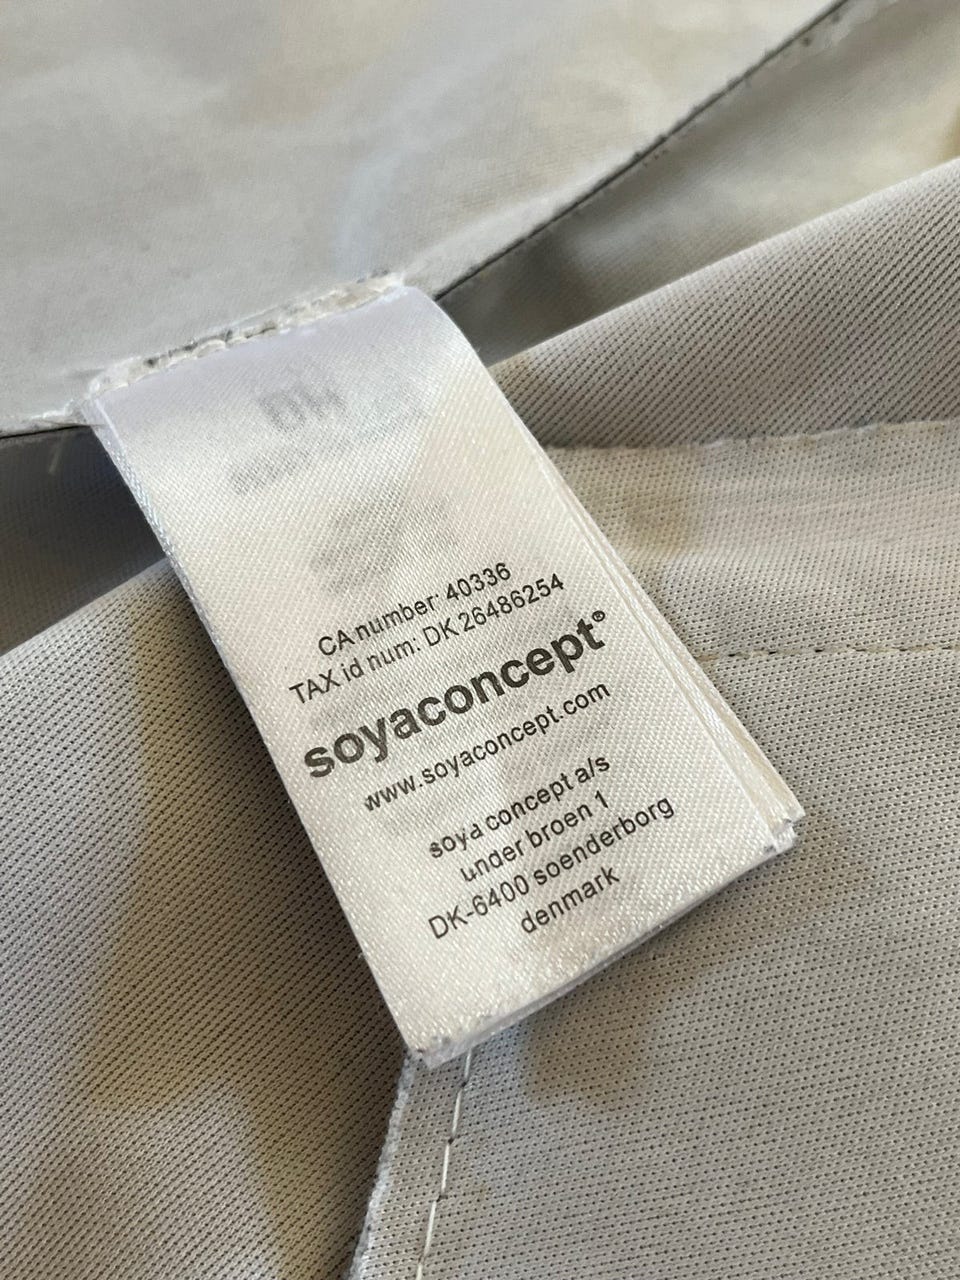 CA number: 40336
TAX id num: DK 26486254
soyaconcept®
www.soyaconcept.com
soya concept a/s
under broen 1
DK-6400 soenderborg
denmark